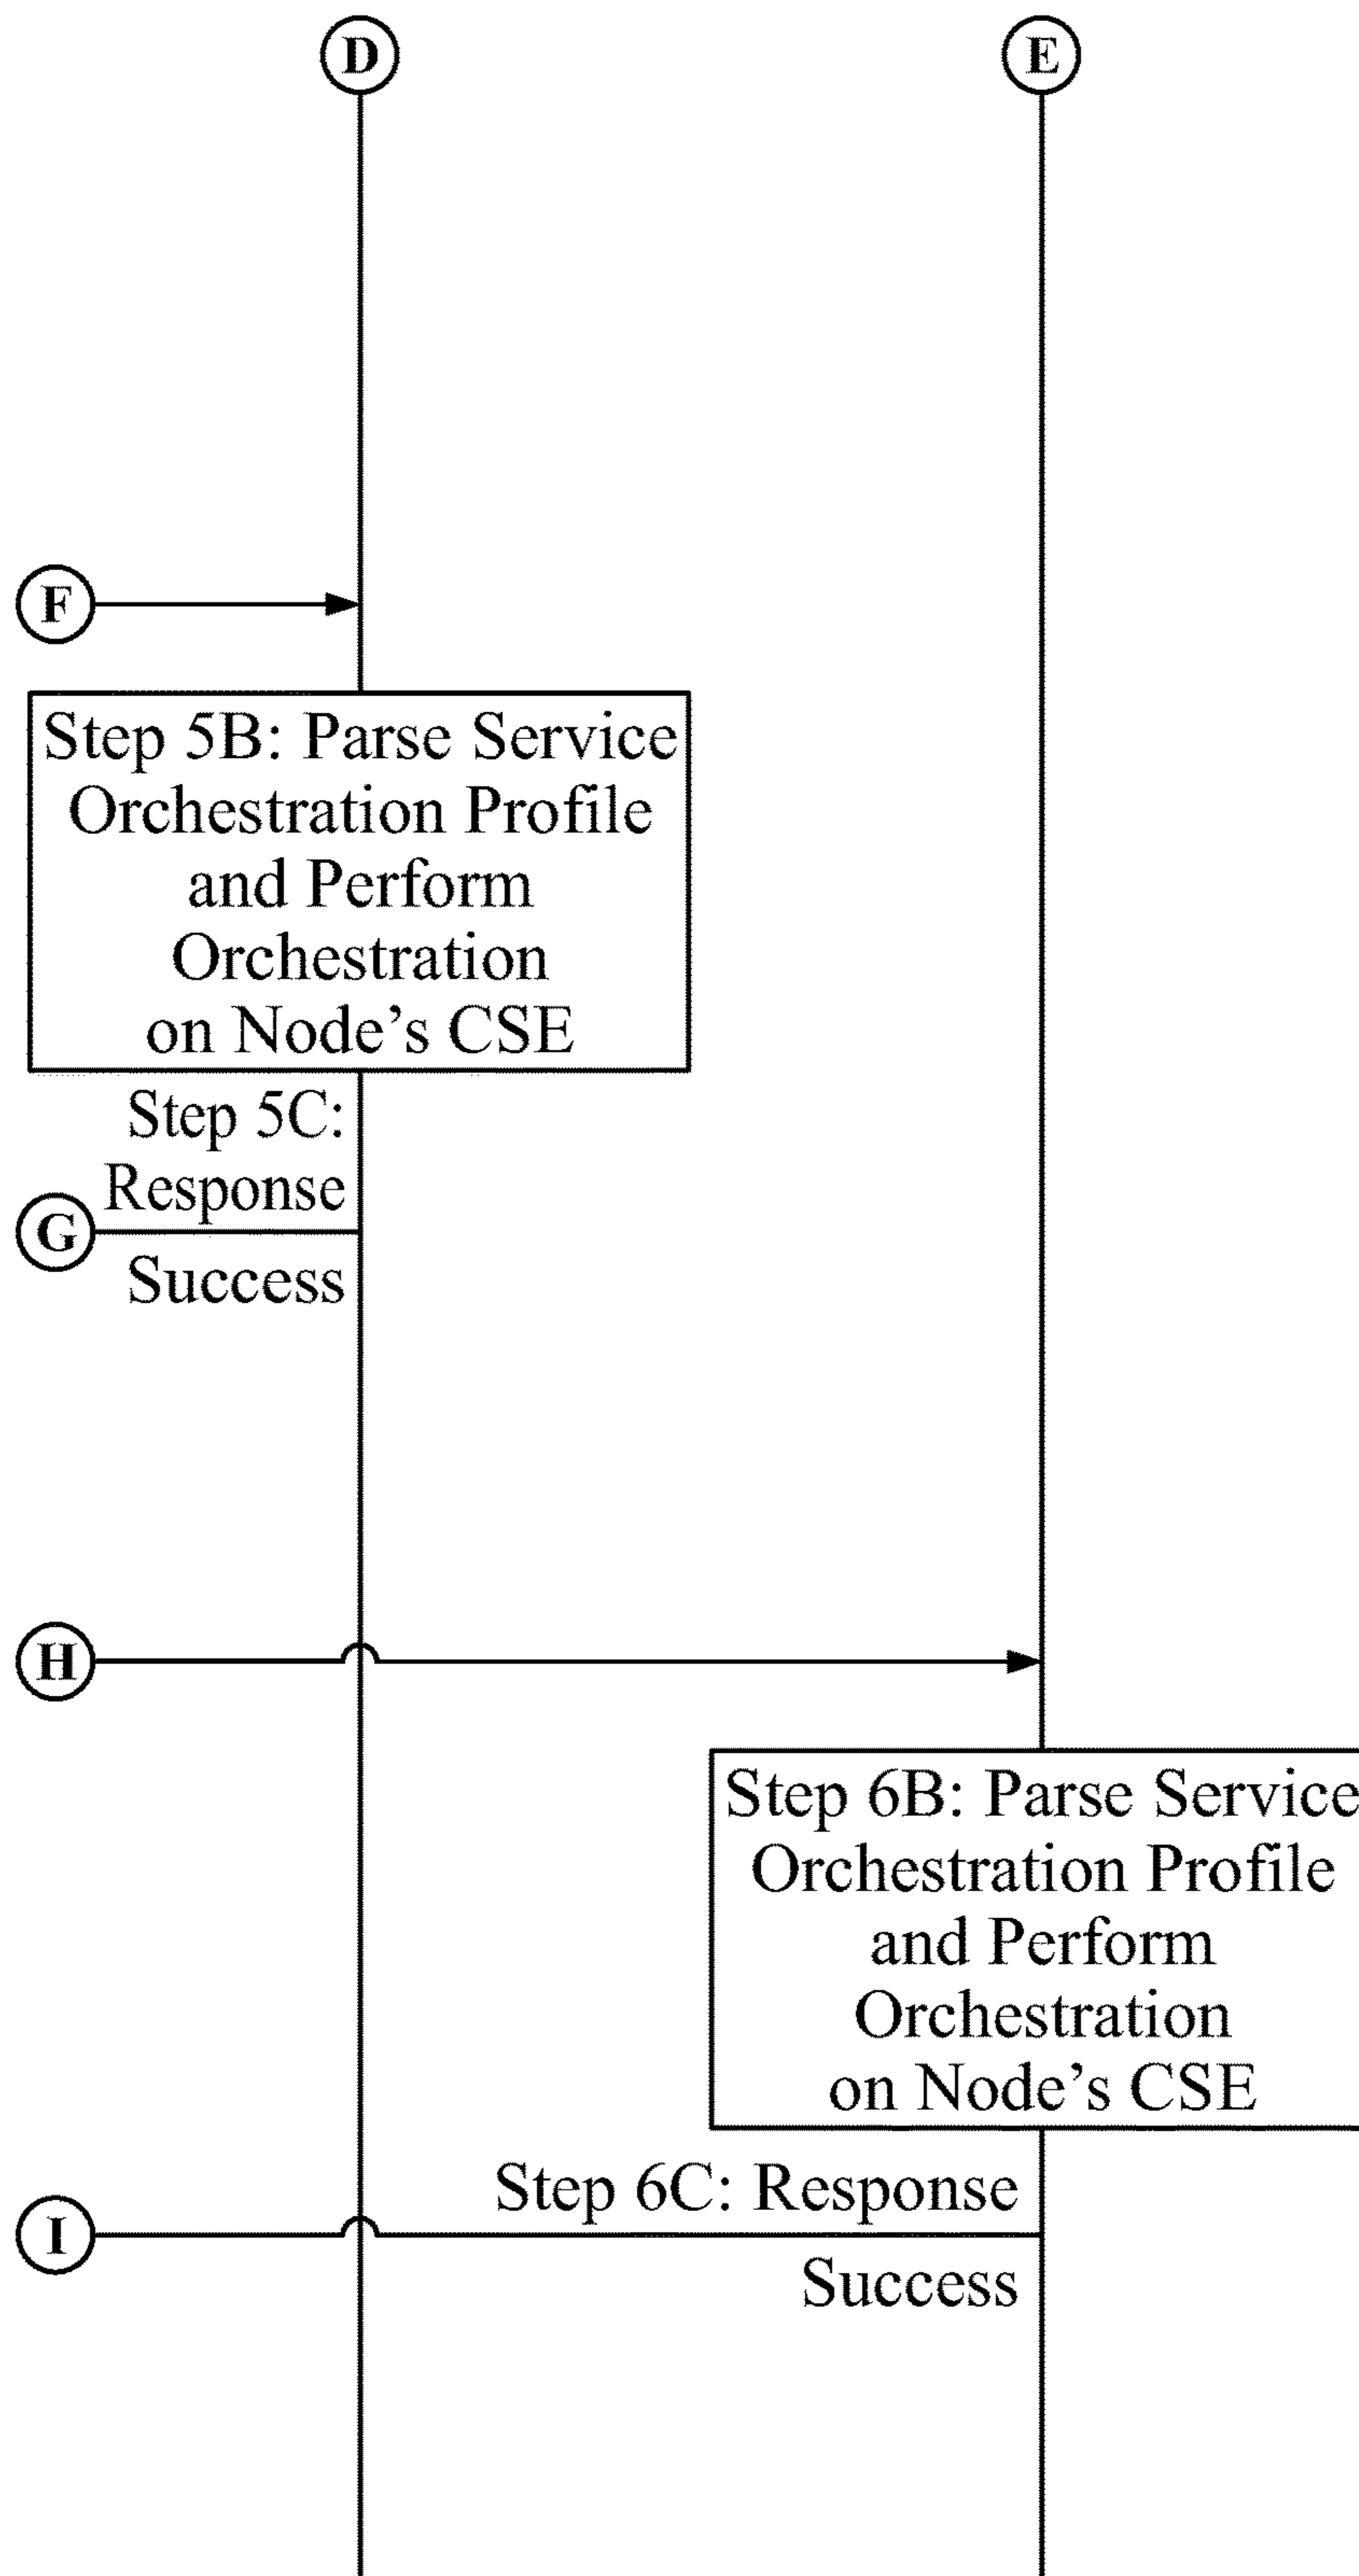 D
E
F
Step 5B: Parse Service
Orchestration Profile
and Perform
Orchestration
on Node’s CSE
Step 5C:
Response
G
Success
H
Step 6B: Parse Service
Orchestration Profile
and Perform
Orchestration
on Node’s CSE
Step 6C: Response
I
Success